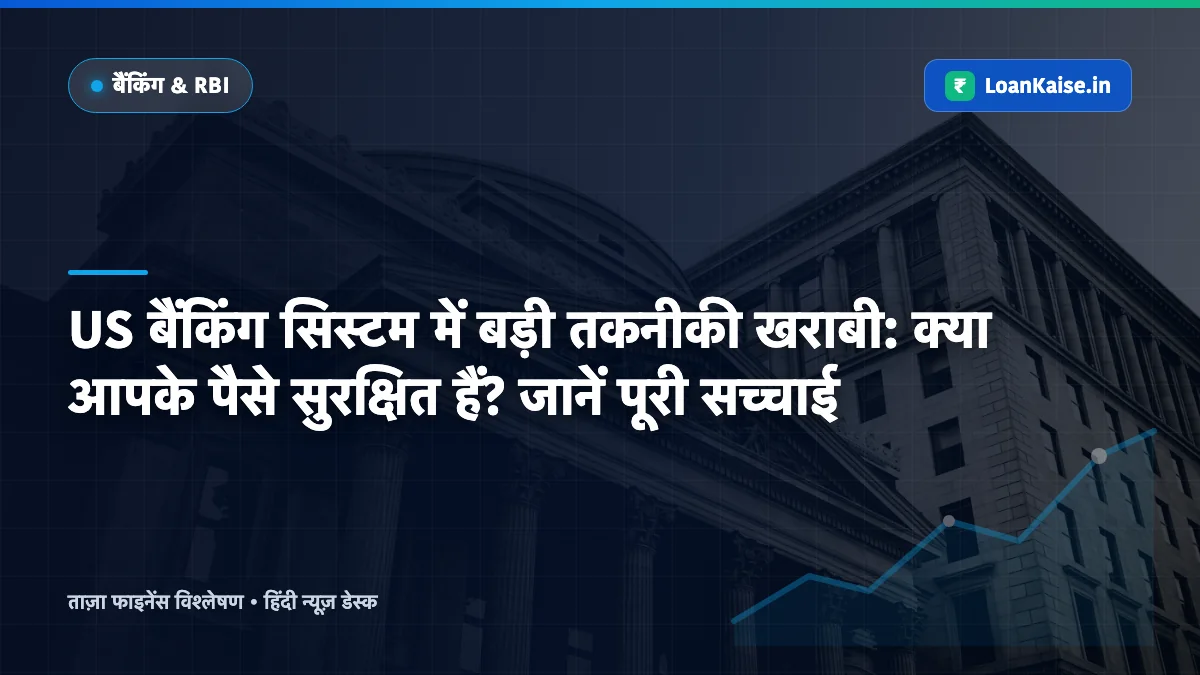 बैंकिंग & RBI
₹ LoanKaise.in
US बैंकिंग सिस्टम में बड़ी तकनीकी खराबी: क्या
आपके पैसे सुरक्षित हैं? जानें पूरी सच्चाई
ताज़ा फाइनेंस विश्लेषण • हिंदी न्यूज़ डेस्क